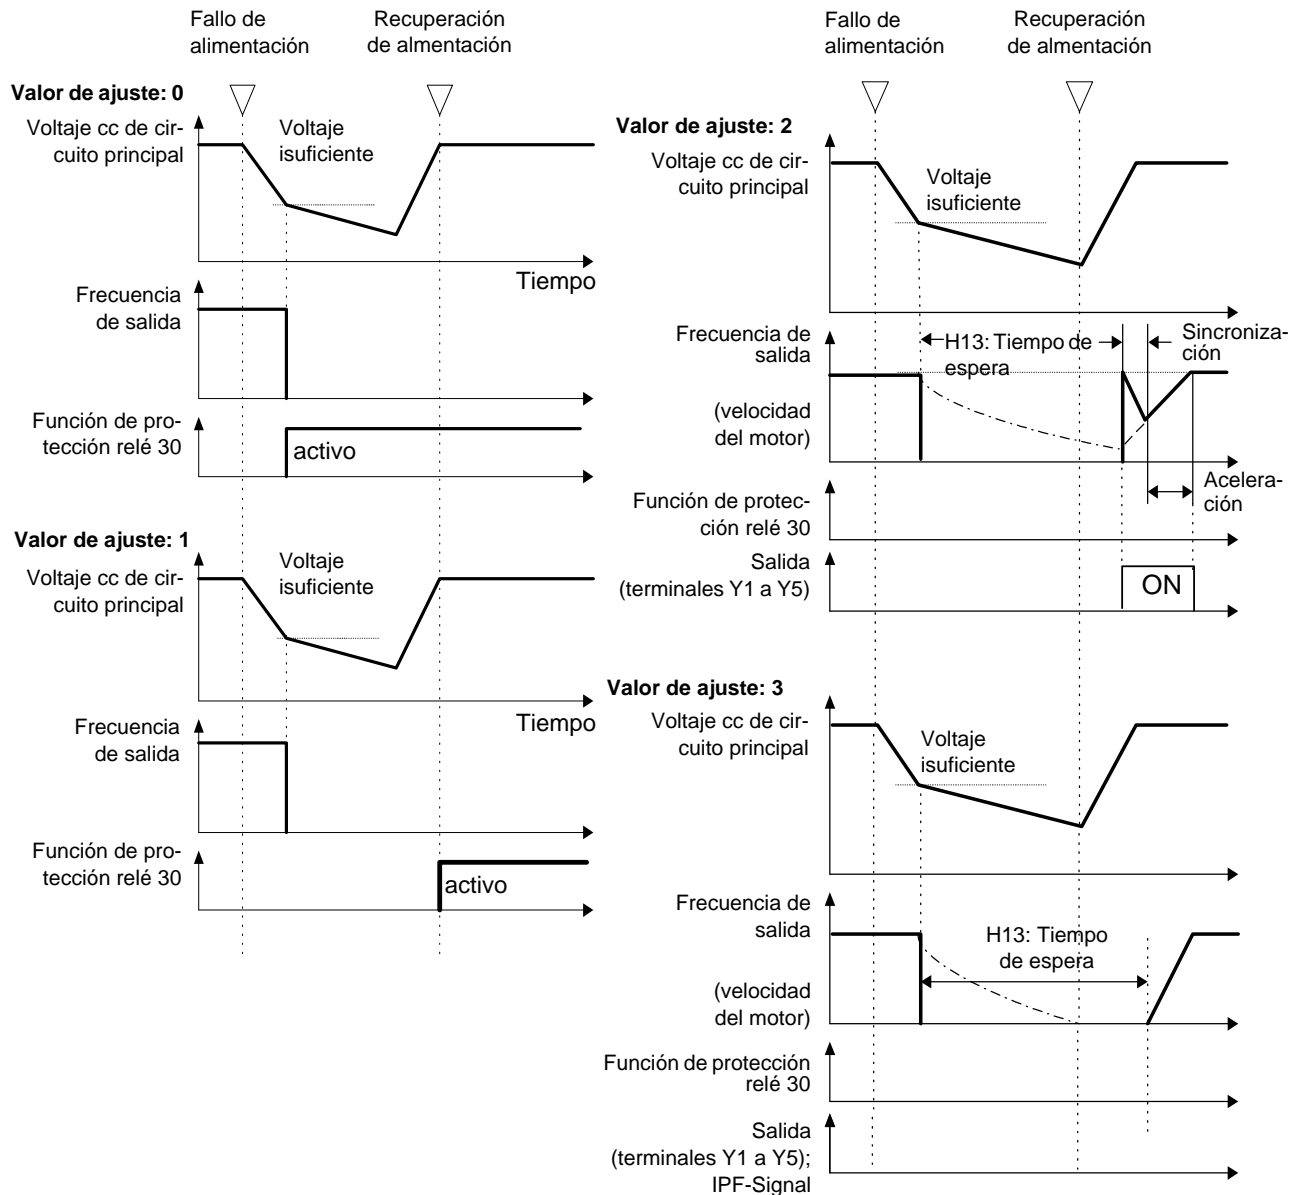 Fallo de
alimentación
Recuperación
de almentación
Valor de ajuste: 0
Voltaje cc de cir-
cuito principal
Voltaje
isuficiente
Tiempo
Frecuencia
de salida
Función de pro-
tección relé 30
activo
Valor de ajuste: 1
Voltaje cc de cir-
cuito principal
Voltaje
isuficiente
Tiempo
Frecuencia
de salida
Función de pro-
tección relé 30
activo
Fallo de
alimentación
Recuperación
de almentación
Valor de ajuste: 2
Voltaje cc de cir-
cuito principal
Voltaje
isuficiente
Frecuencia de
salida
H13: Tiempo de
espera
Sincroniza-
ción
(velocidad
del motor)
Acelera-
ción
Función de protec-
ción relé 30
Salida
(terminales Y1 a Y5)
ON
Valor de ajuste: 3
Voltaje cc de cir-
cuito principal
Voltaje
isuficiente
Frecuencia de
salida
H13: Tiempo
de espera
(velocidad
del motor)
Función de protección
relé 30
Salida
(terminales Y1 a Y5);
IPF-Signal